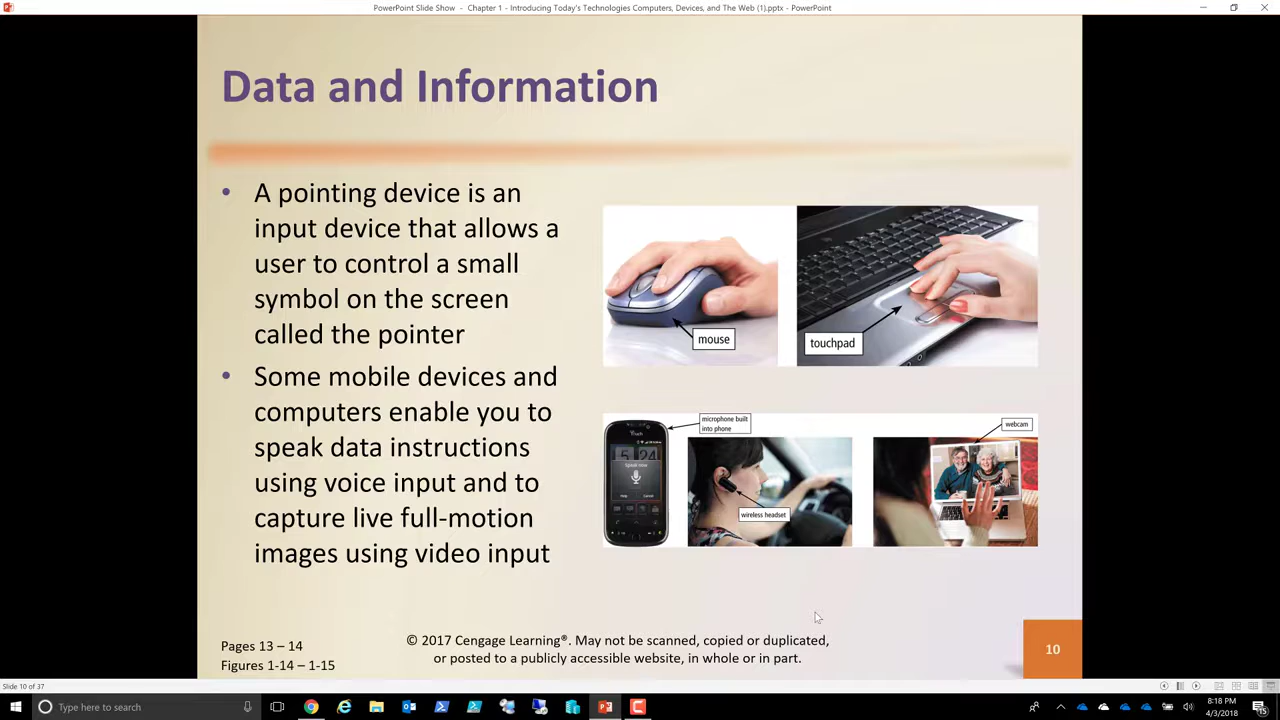 PowerPoint Slide Show - Chapter 1 - Introducing Today's Technologies Computers, Devices, and The Web (1).pptx - PowerPoint
Data and Information
• A pointing device is an
input device that allows a
user to control a small
symbol on the screen
called the pointer
• Some mobile devices and
computers enable you to
speak data instructions
using voice input and to
capture live full-motion
images using video input
mouse
touchpad
microphone built
into phone
wireless headset
webcam
Pages 13 – 14
Figures 1-14 – 1-15
© 2017 Cengage Learning®. May not be scanned, copied or duplicated,
or posted to a publicly accessible website, in whole or in part.
10
Slide 10 of 37
Type here to search
8:18 PM
4/3/2018